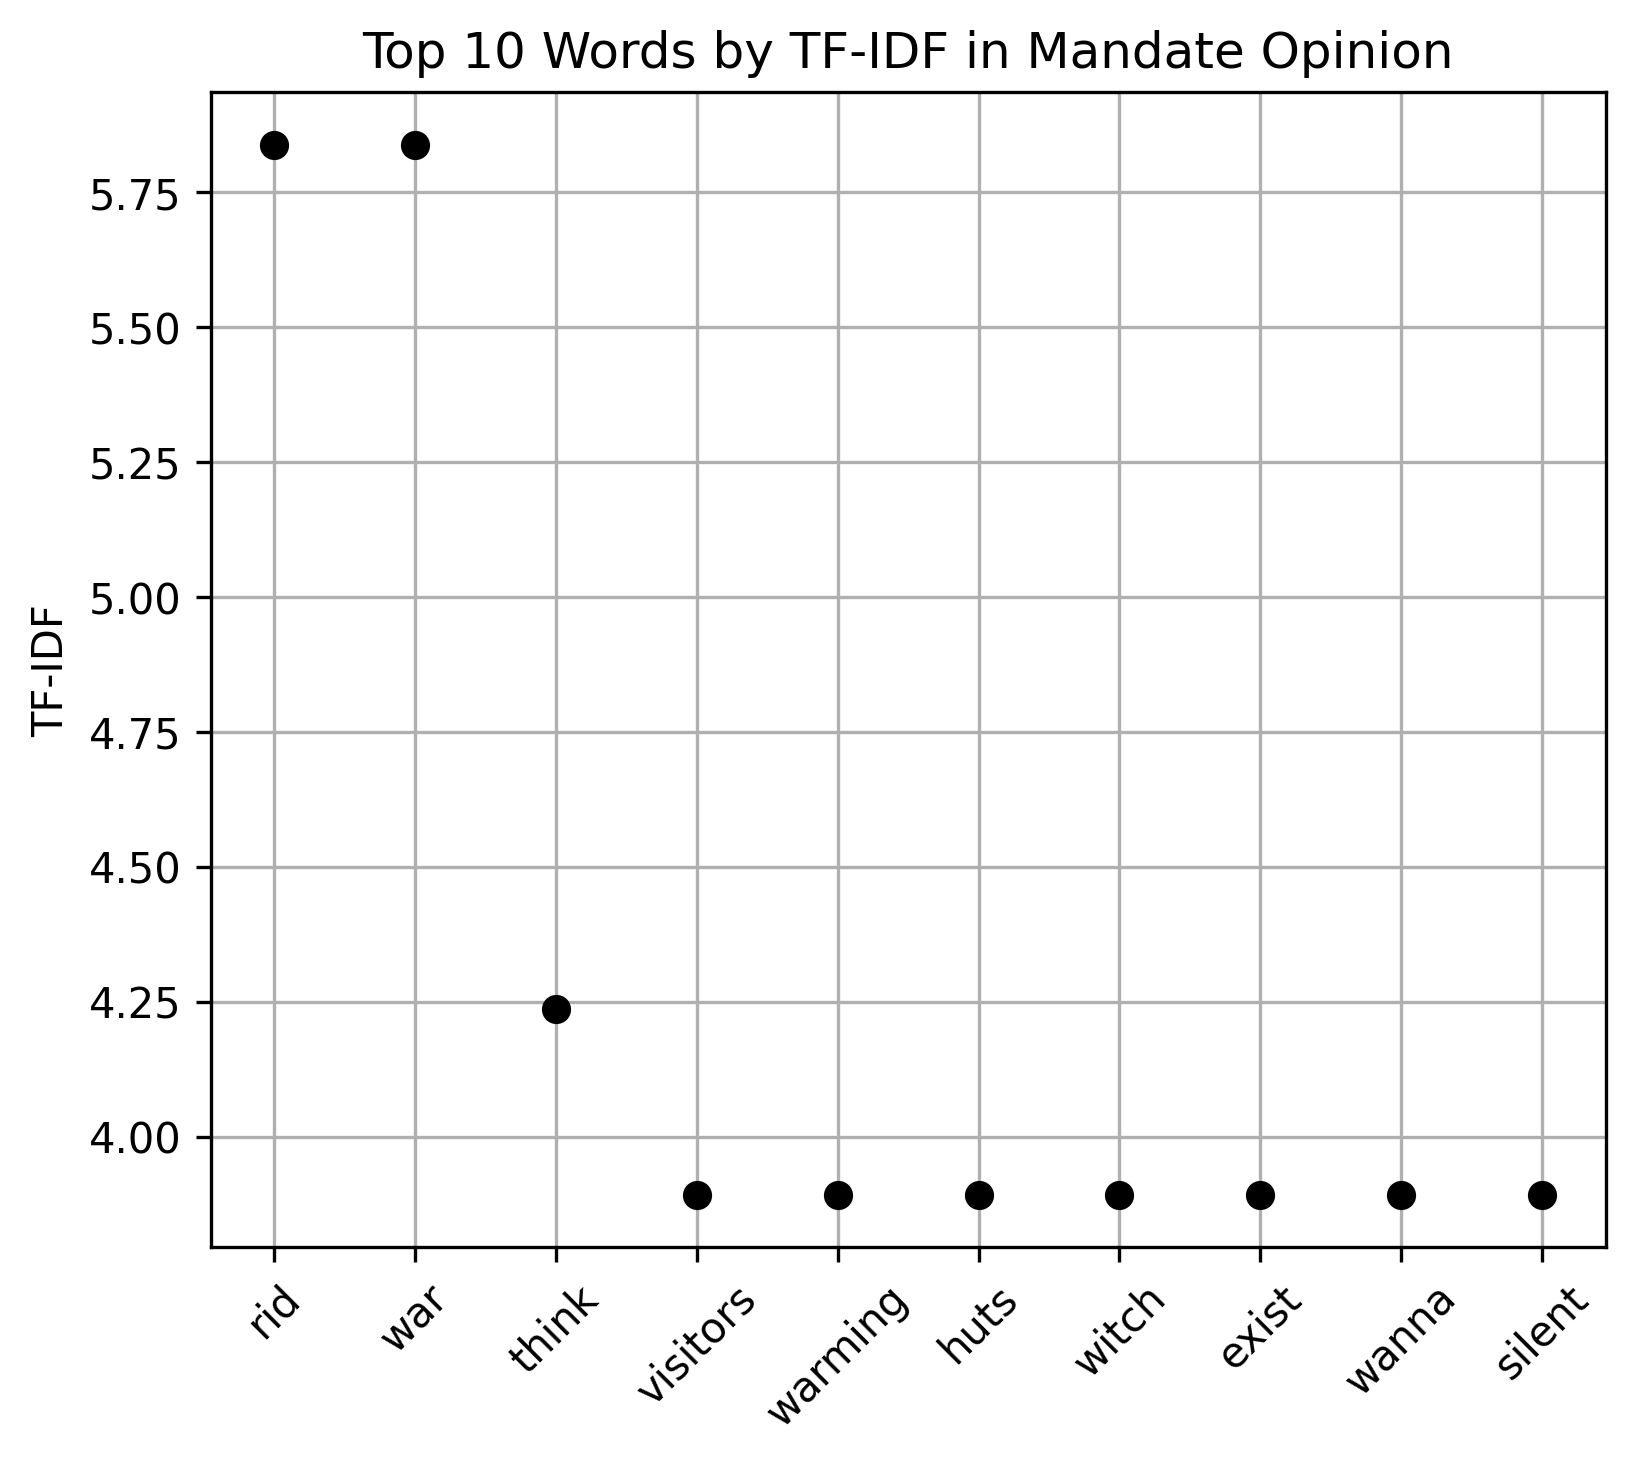 Top 10 Words by TF-IDF in Mandate Opinion
TF-IDF
5.75
5.50
5.25
5.00
4.75
4.50
4.25
4.00
rid
war
think
visitors
warming
huts
witch
exist
wanna
silent